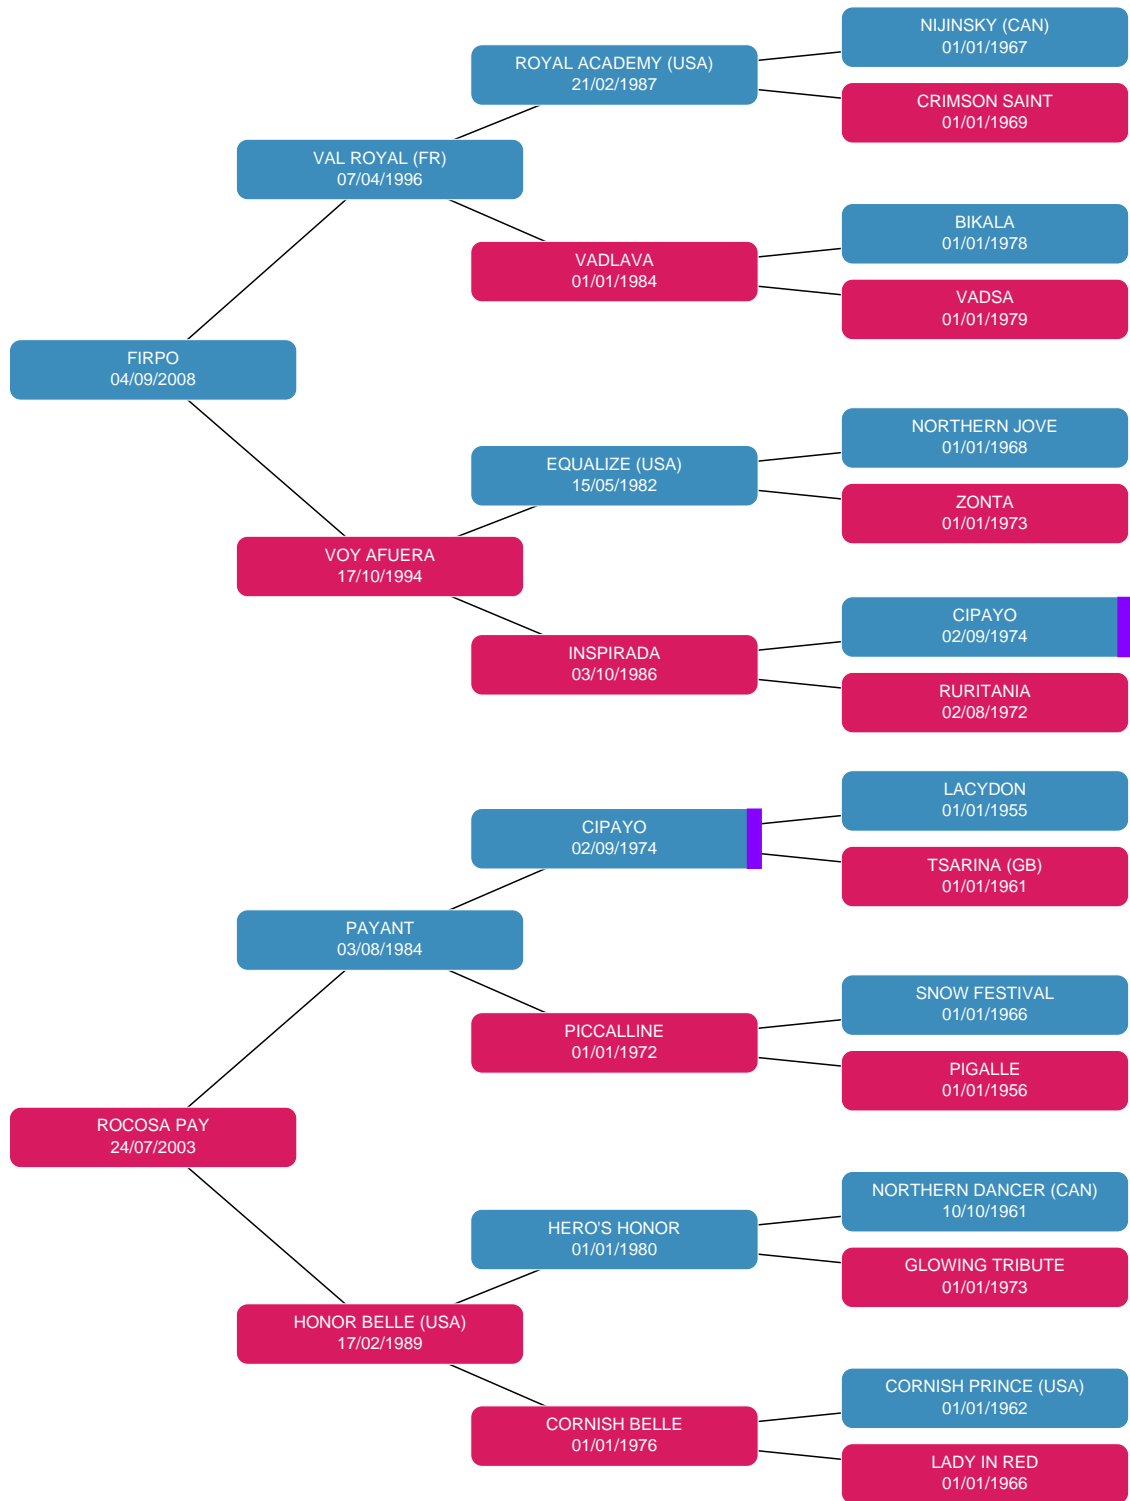 NIJINSKY (CAN)
01/01/1967
ROYAL ACADEMY (USA)
21/02/1987
CRIMSON SAINT
01/01/1969
VAL ROYAL (FR)
07/04/1996
BIKALA
01/01/1978
VADLAVA
01/01/1984
VADSA
01/01/1979
FIRPO
04/09/2008
NORTHERN JOVE
01/01/1968
EQUALIZE (USA)
15/05/1982
ZONTA
01/01/1973
VOY AFUERA
17/10/1994
CIPAYO
02/09/1974
INSPIRADA
03/10/1986
RURITANIA
02/08/1972
LACYDON
01/01/1955
CIPAYO
02/09/1974
TSARINA (GB)
01/01/1961
PAYANT
03/08/1984
SNOW FESTIVAL
01/01/1966
PICCALLINE
01/01/1972
PIGALLE
01/01/1956
ROCOSA PAY
24/07/2003
NORTHERN DANCER (CAN)
10/10/1961
HERO'S HONOR
01/01/1980
GLOWING TRIBUTE
01/01/1973
HONOR BELLE (USA)
17/02/1989
CORNISH PRINCE (USA)
01/01/1962
CORNISH BELLE
01/01/1976
LADY IN RED
01/01/1966